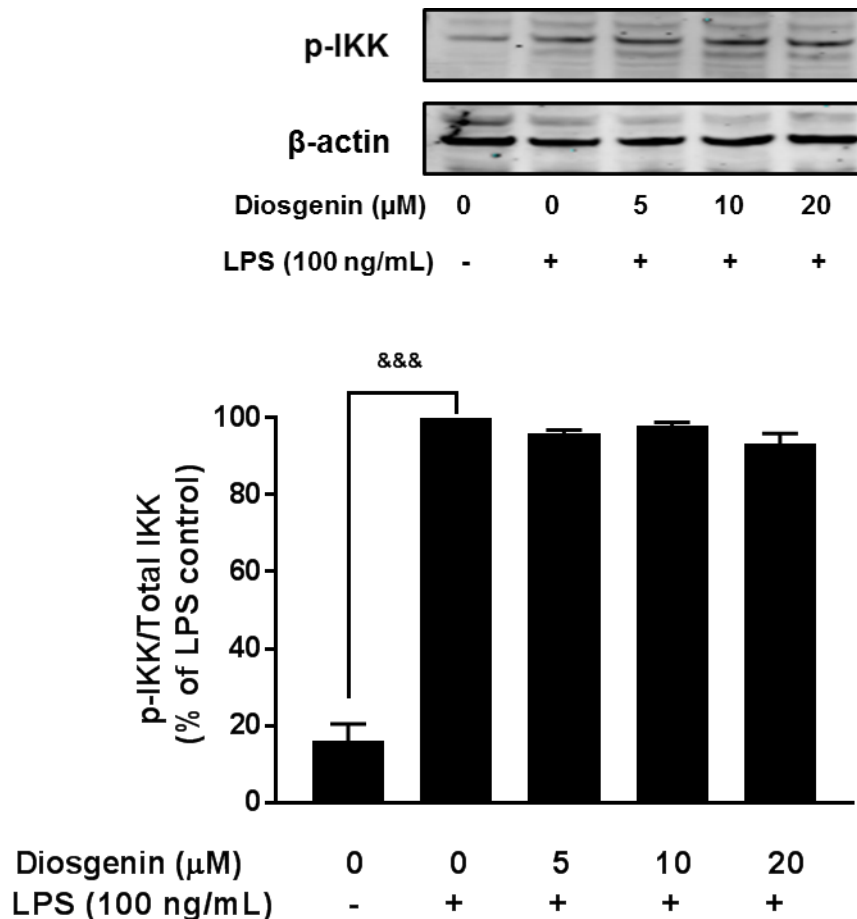 p-IKK
β-actin
Diosgenin (µM) 0 0 5 10 20
LPS (100 ng/mL) - + + + +
&&&
100
80
60
40
20
0
p-IKK/Total IKK
(% of LPS control)
Diosgenin (µM) 0 0 5 10 20
LPS (100 ng/mL) - + + + +